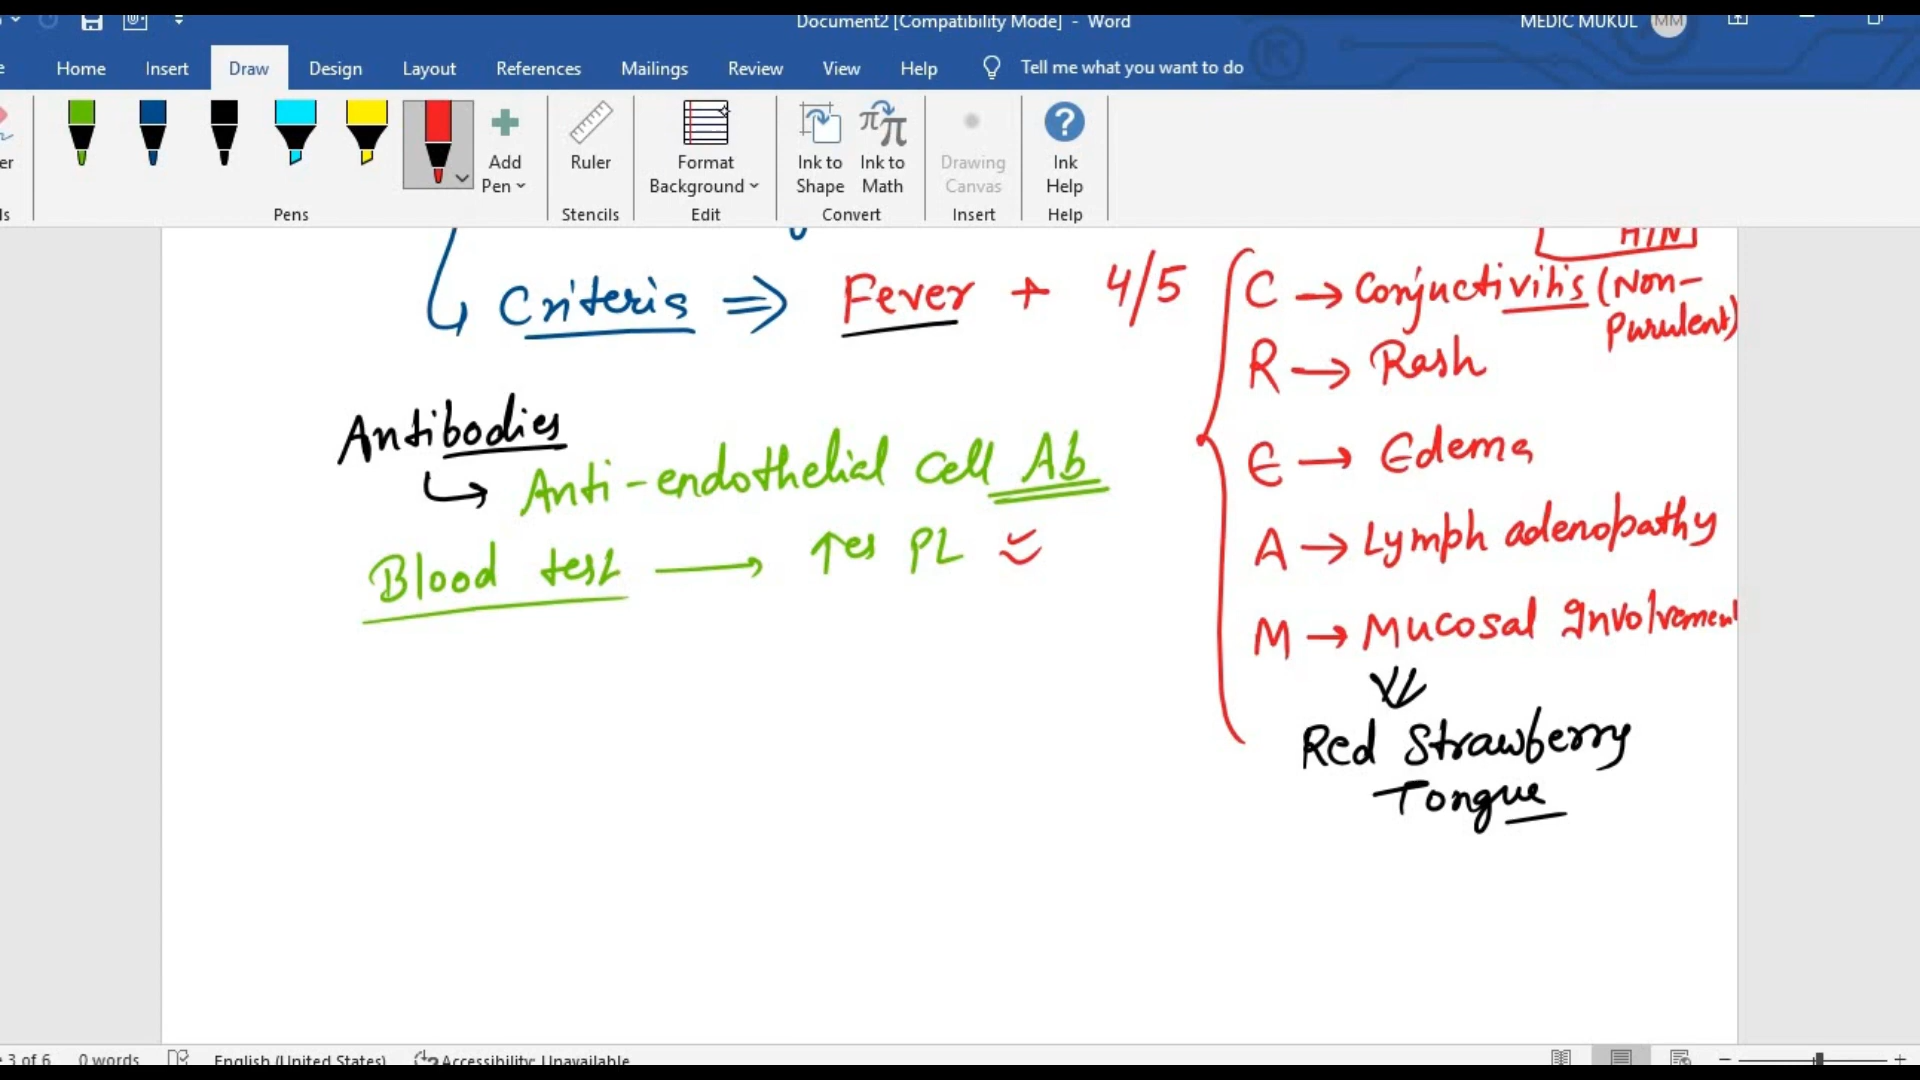 Document2 [Compatibility Mode] - Word
MEDIC MUKUL
MM
Home Insert Draw Design Layout References Mailings Review View Help Tell me what you want to do
Add Pen
Ruler
Format Background
Ink to Shape
Ink to Math
Drawing Canvas
Ink Help
Pens Stencils Edit Convert Insert Help
HTN
Criteria ⇒ Fever + 4/5
C → Conjuctivitis (Non-
Purulent)
R → Rash
E → Edema
A → Lymph adenopathy
M → Mucosal Involvement
Red Strawberry
Tongue
Antibodies
↳ Anti-endothelial cell Ab
Blood test → ↑es PL
3 of 6 0 words English (United States) Accessibility: Unavailable